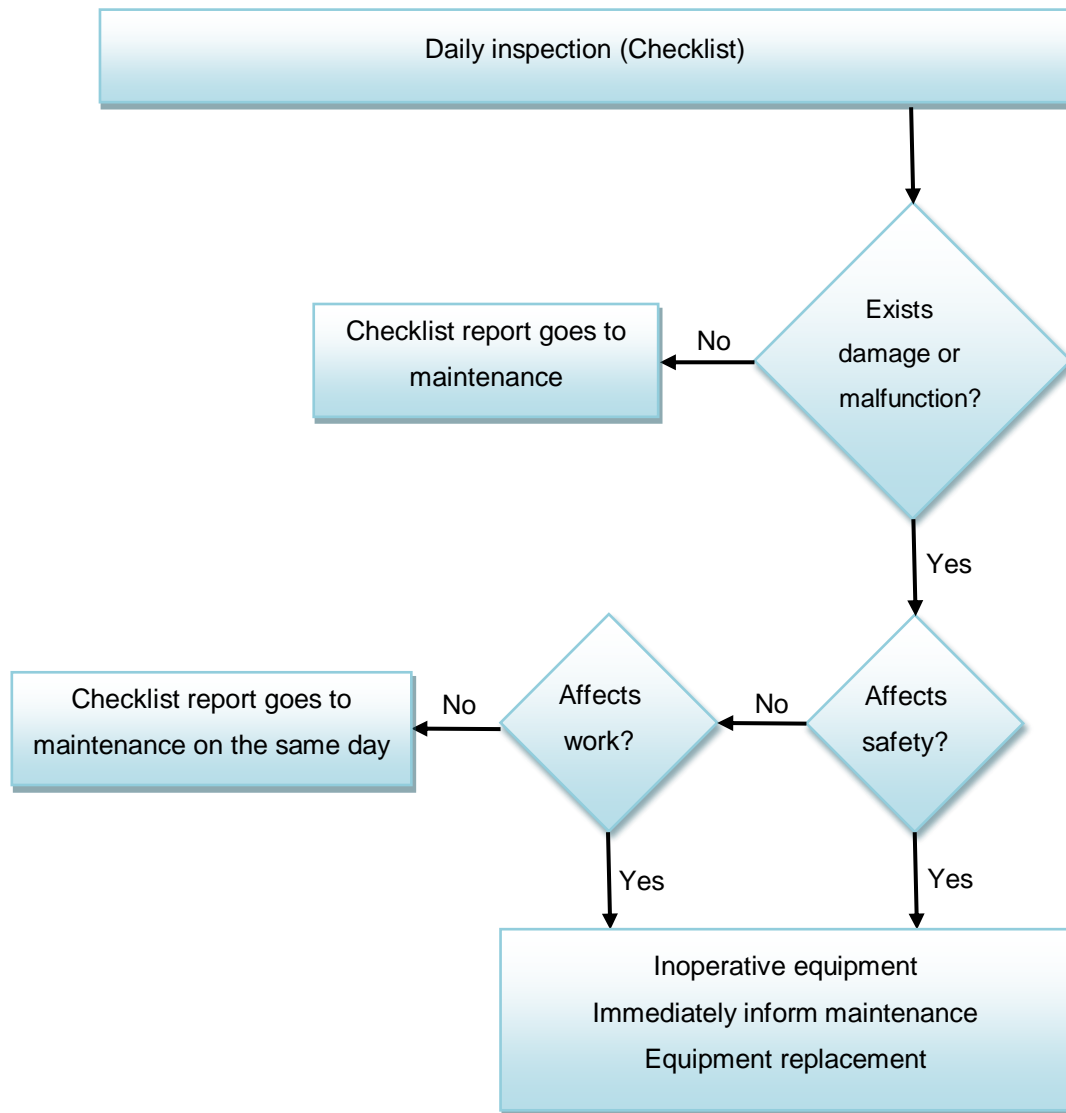 Daily inspection (Checklist)
Exists
damage or
malfunction?
No
Checklist report goes to
maintenance
Yes
Affects
safety?
No
Affects
work?
No
Checklist report goes to
maintenance on the same day
Yes
Yes
Inoperative equipment
Immediately inform maintenance
Equipment replacement